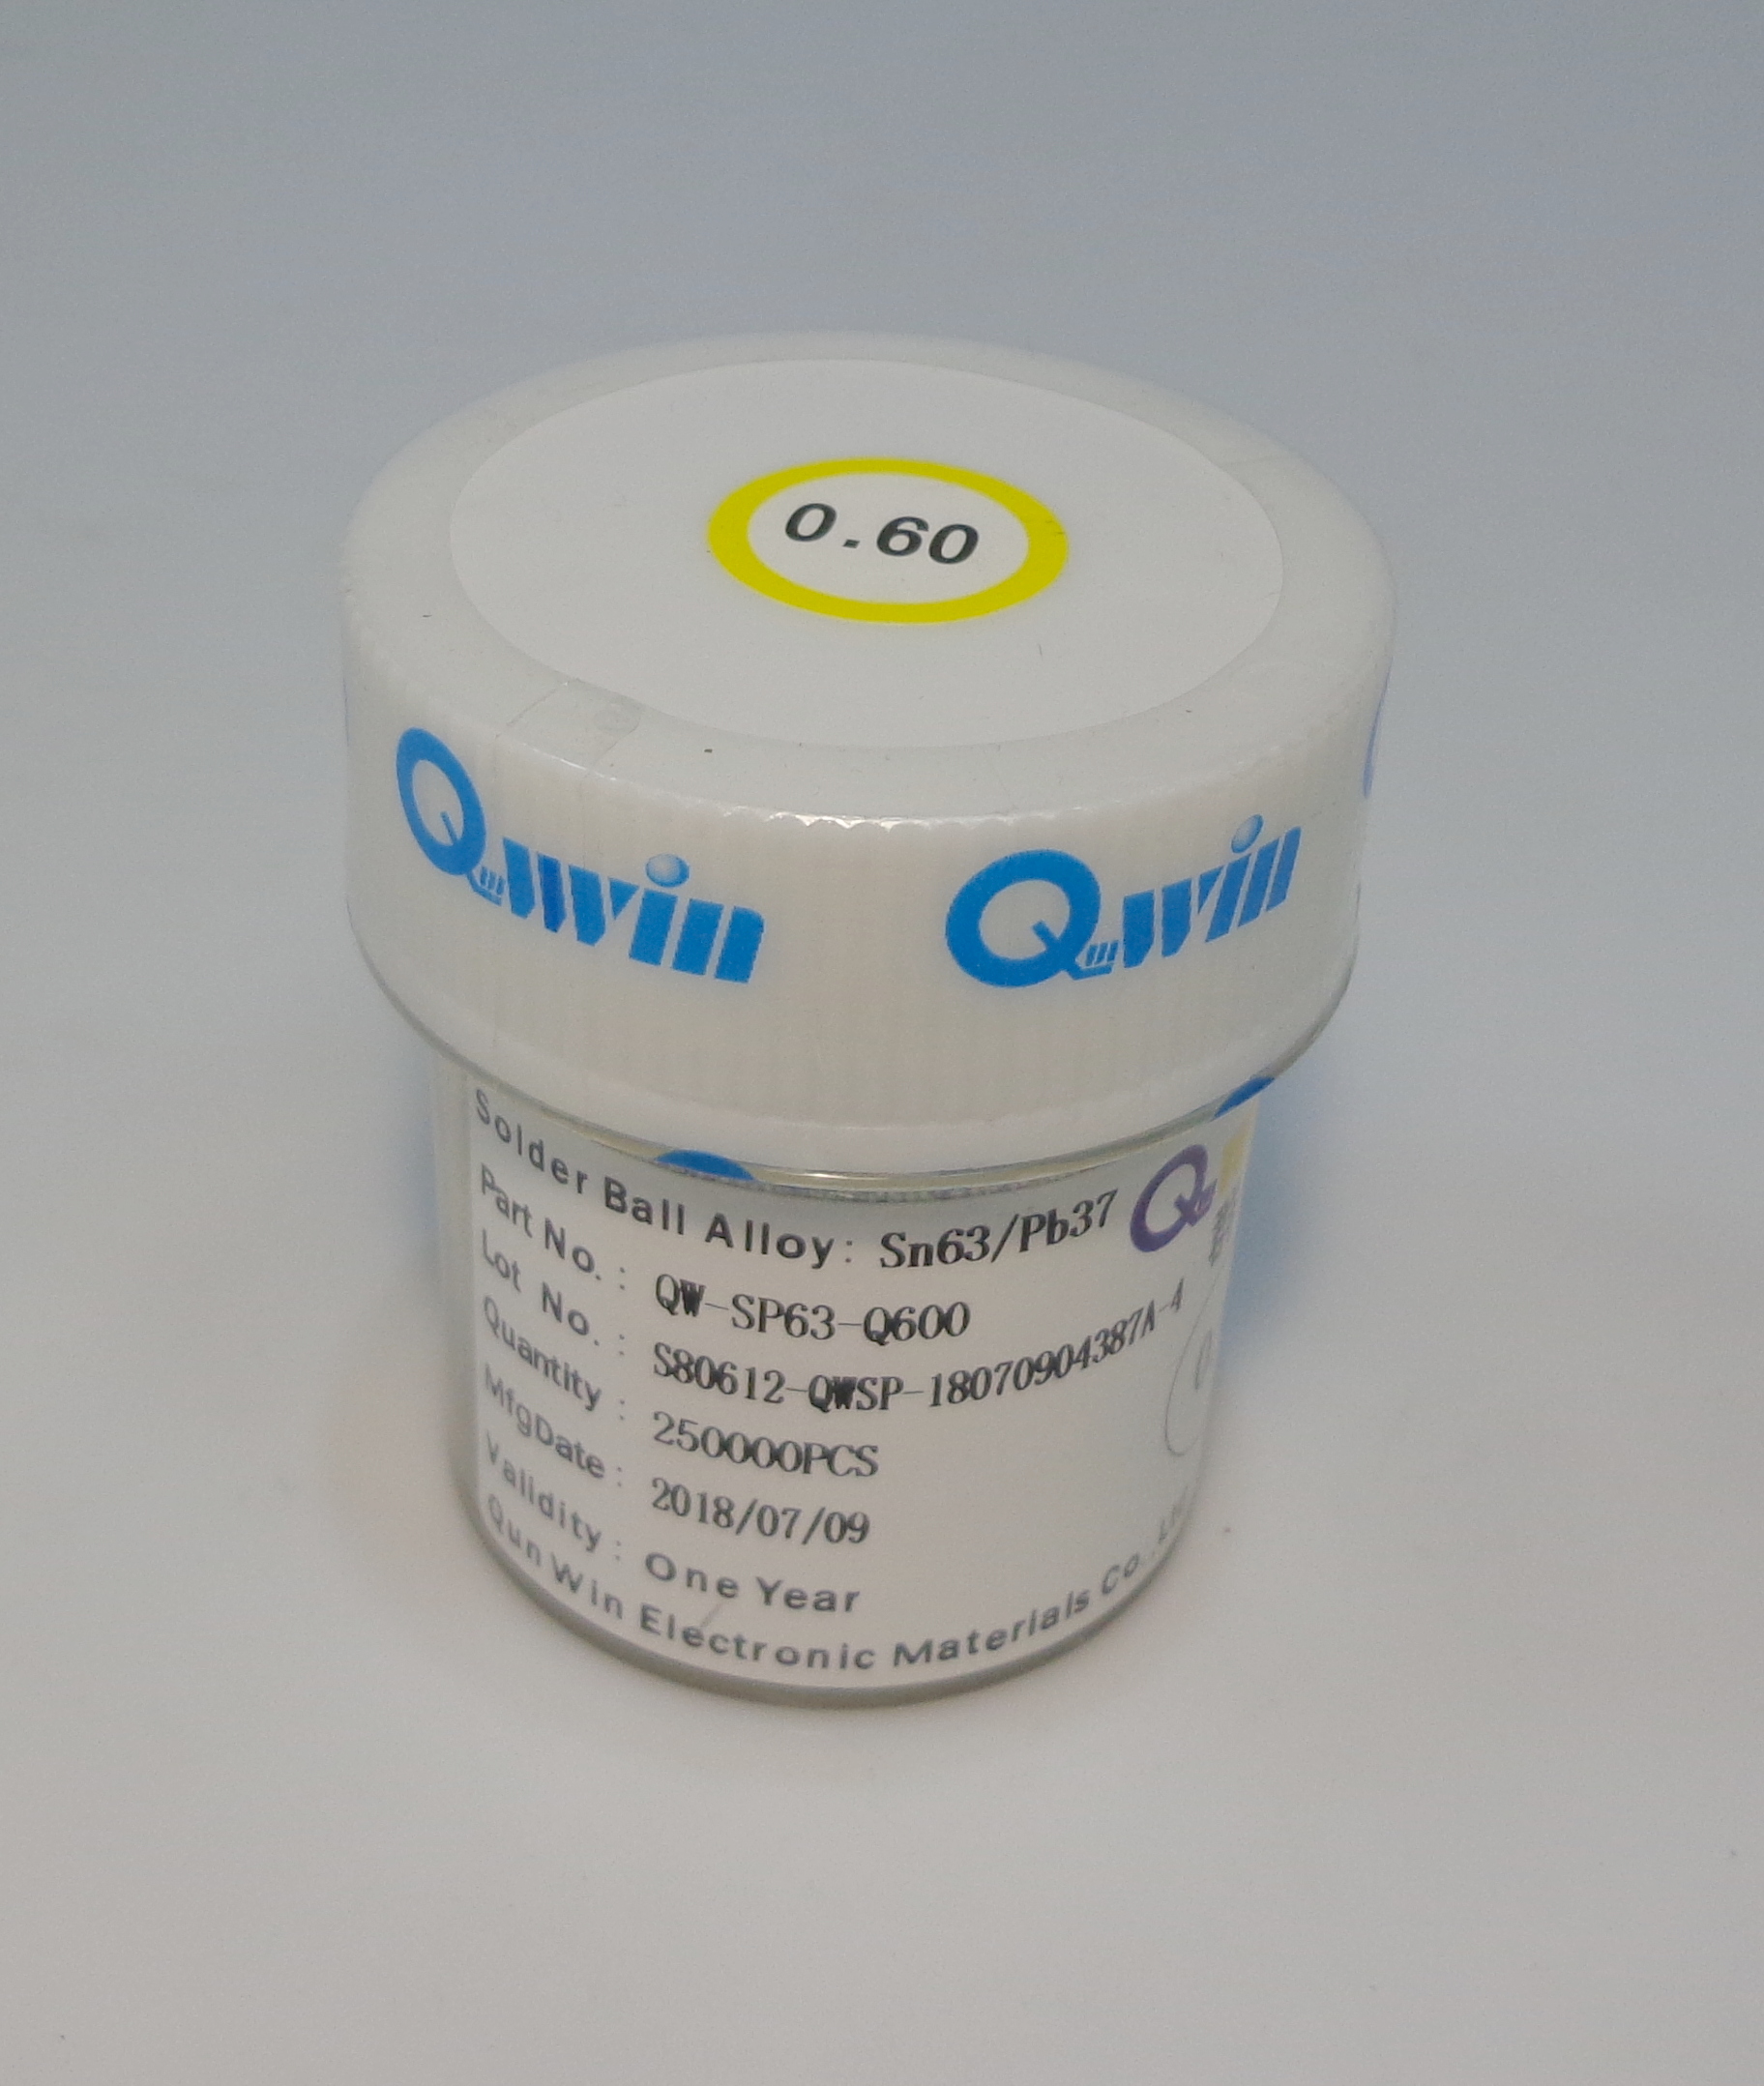 0.60
Qwin Qwin
Solder Ball Alloy: Sn63/Pb37
Part No.: QW-SP63-Q600
Lot No.: S80612-QWSP-18070904387A-4
Quantity: 250000PCS
MfgDate: 2018/07/09
Validity: One Year
Qun Win Electronic Materials Co.,